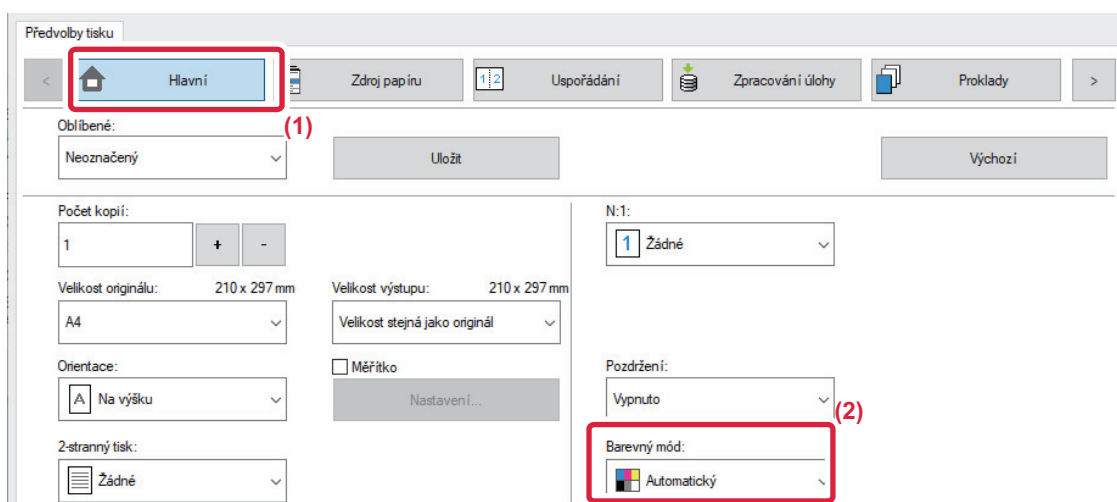 Předvolby tisku
< Hlavní Zdroj papíru 1 2 Uspořádání Zpracování úlohy Proklady >
(1)
Oblíbené:
Neoznačený Uložit Výchozí
Počet kopií: N:1:
1 + - 1 Žádné
Velikost originálu: 210 x 297 mm Velikost výstupu: 210 x 297 mm
A4 Velikost stejná jako originál
Orientace: Měřítko Pozdržení:
A Na výšku Nastavení... Vypnuto
(2)
2-stranný tisk: Barevný mód:
Žádné Automatický